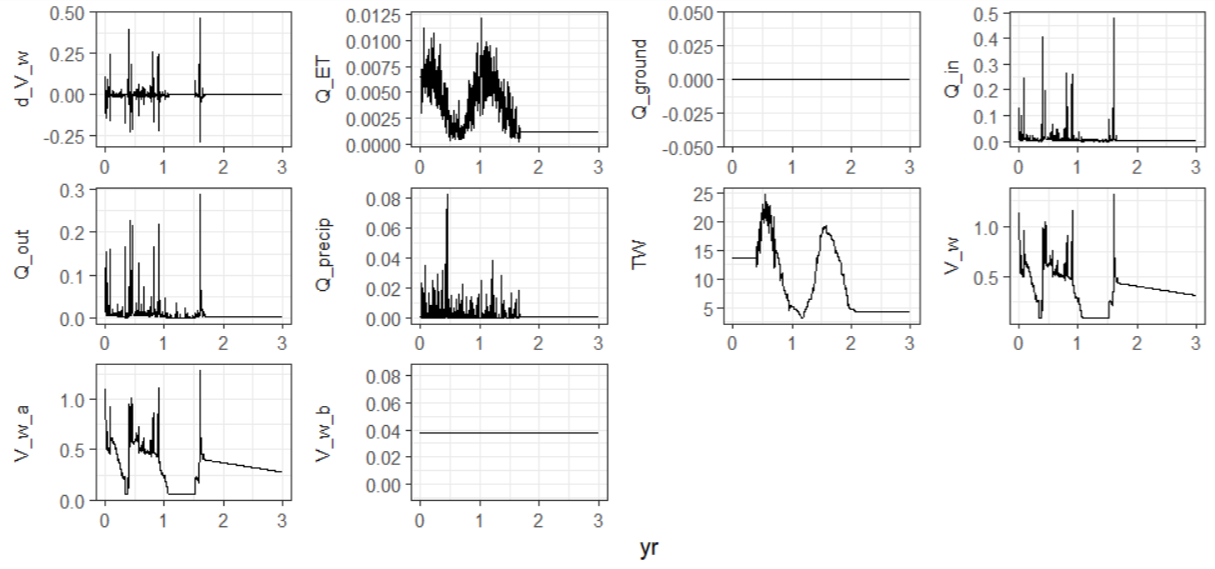 d_V_w
0.50
0.25
0.00
-0.25
0 1 2 3
Q_ET
0.0125
0.0100
0.0075
0.0050
0.0025
0.0000
0 1 2 3
Q_ground
0.050
0.025
0.000
-0.025
-0.050
0 1 2 3
Q_in
0.5
0.4
0.3
0.2
0.1
0.0
0 1 2 3
Q_out
0.3
0.2
0.1
0.0
0 1 2 3
Q_precip
0.08
0.06
0.04
0.02
0.00
0 1 2 3
TW
25
20
15
10
5
0 1 2 3
V_w
1.0
0.5
0 1 2 3
V_w_a
1.0
0.5
0.0
0 1 2 3
V_w_b
0.08
0.06
0.04
0.02
0.00
0 1 2 3
yr